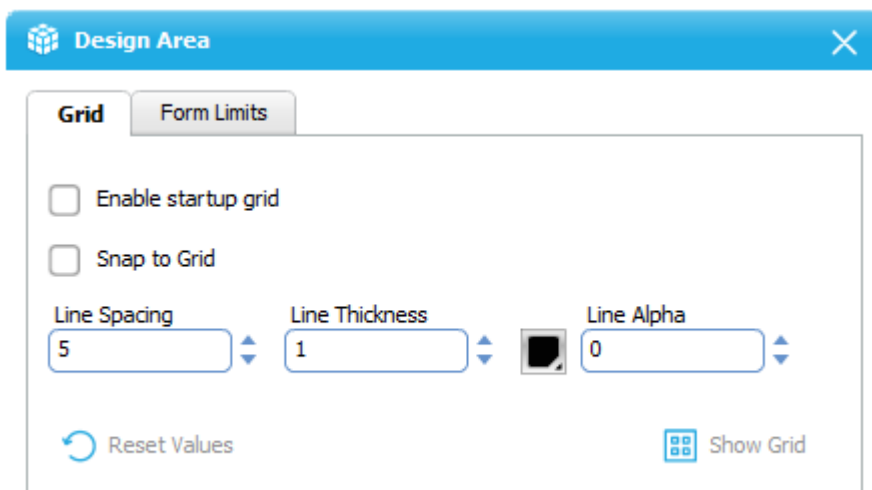 Design Area
Grid Form Limits
Enable startup grid
Snap to Grid
Line Spacing Line Thickness Line Alpha
5 1 0
Reset Values Show Grid